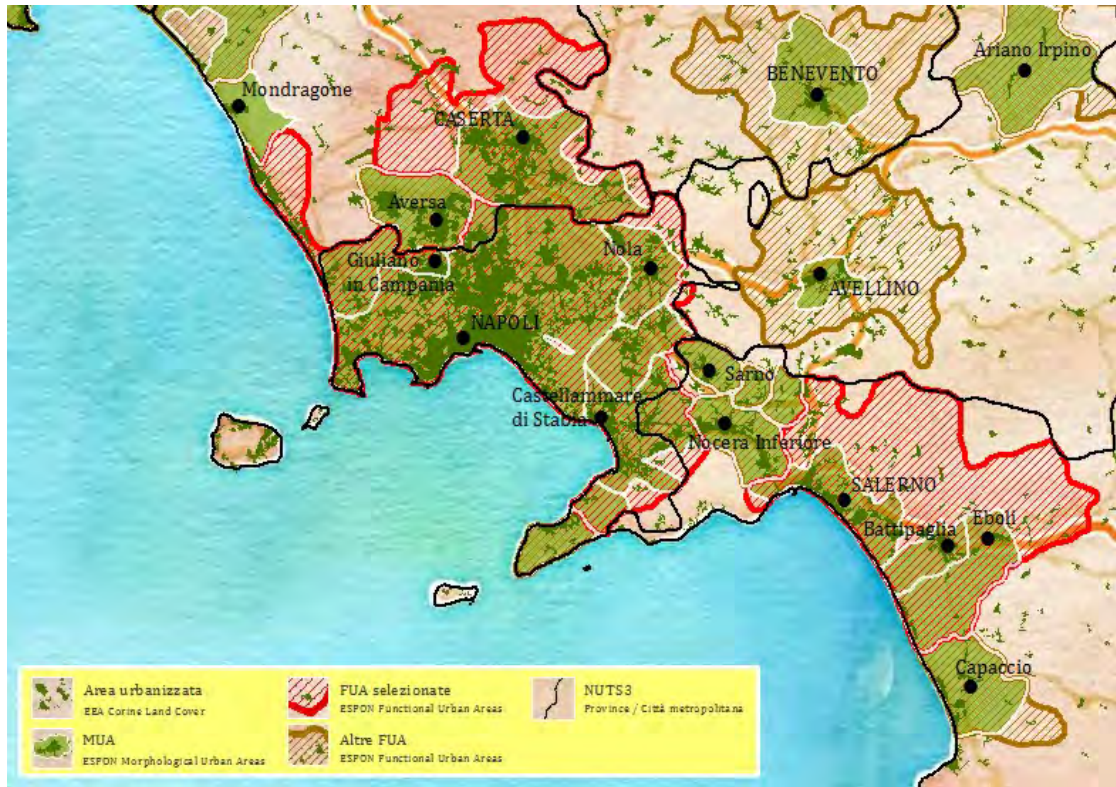 Ariano Irpino
BENEVENTO
Mondragone
CASERTA
Aversa
Nola
Giuliano
in Campania
AVELLINO
NAPOLI
Sarno
Castellammare
di Stabia
Nocera Inferiore
SALERNO
Battipaglia
Eboli
Capaccio
Area urbanizzata
EEA Corine Land Cover
MUA
ESPON Morphological Urban Areas
FUA selezionate
ESPON Functional Urban Areas
Altre FUA
ESPON Functional Urban Areas
NUTS3
Province / Città metropolitana